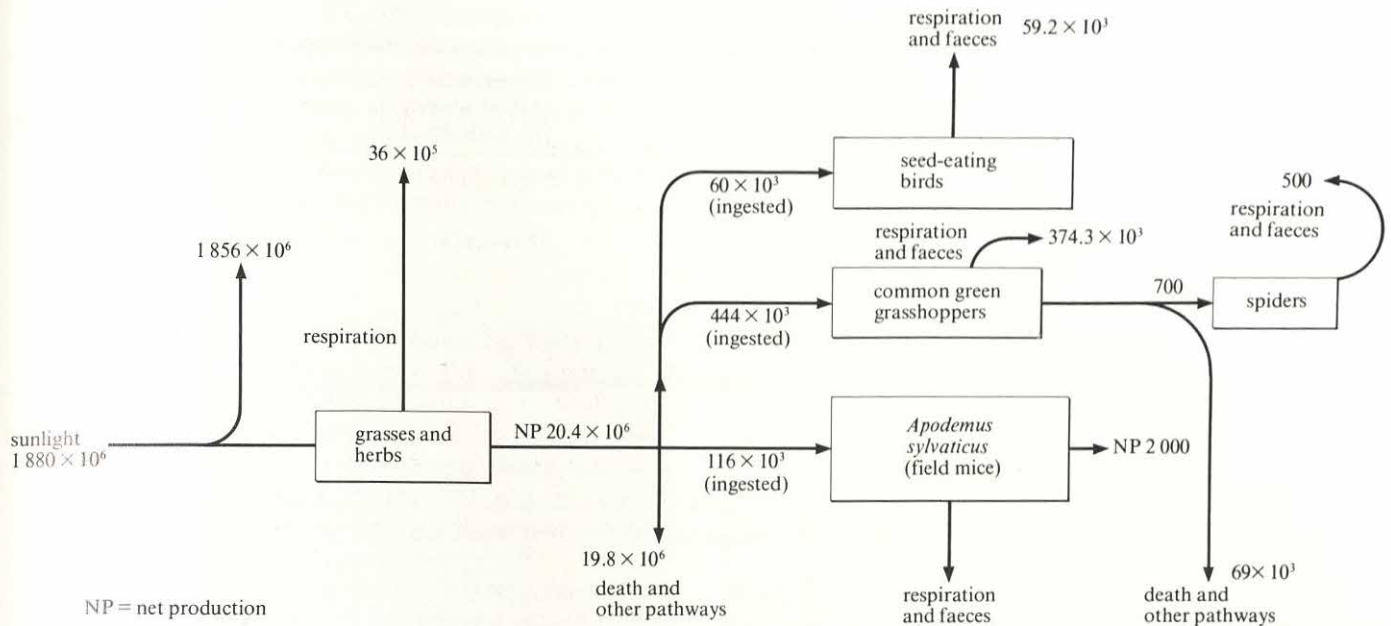 respiration
and faeces
59.2 × 10³
36 × 10⁵
seed-eating
birds
60 × 10³
(ingested)
500
respiration
and faeces
1 856 × 10⁶
respiration
and faeces
374.3 × 10³
common green
grasshoppers
444 × 10³
(ingested)
700
spiders
respiration
sunlight
1 880 × 10⁶
grasses and
herbs
NP 20.4 × 10⁶
116 × 10³
(ingested)
Apodemus
sylvaticus
(field mice)
NP 2 000
19.8 × 10⁶
death and
other pathways
respiration
and faeces
69× 10³
death and
other pathways
NP = net production